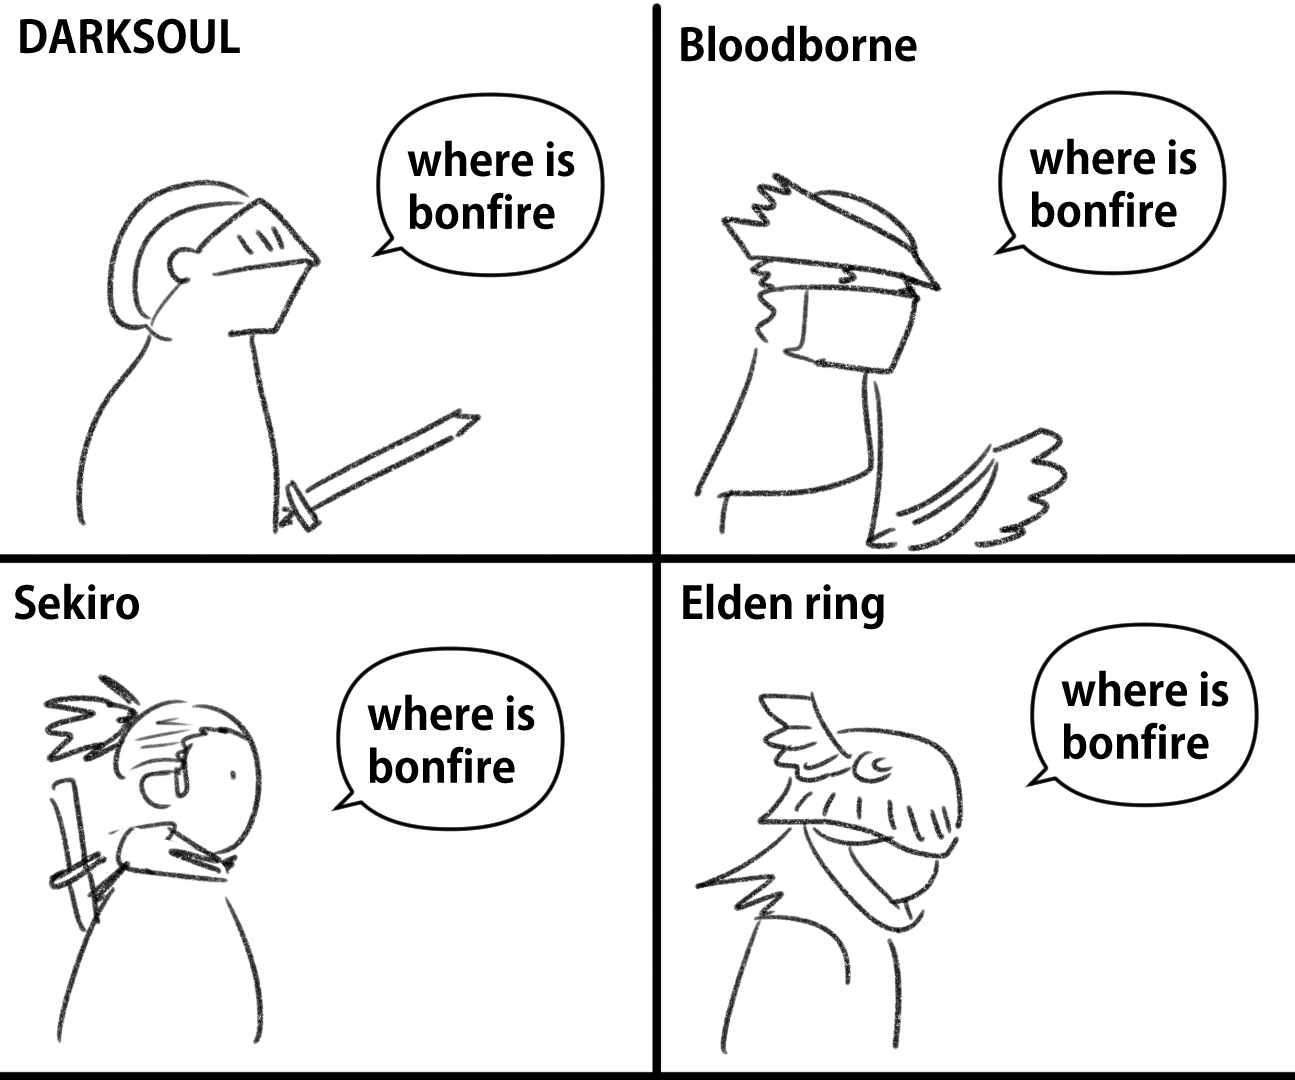 DARKSOUL
where is
bonfire
Bloodborne
where is
bonfire
Sekiro
where is
bonfire
Elden ring
where is
bonfire